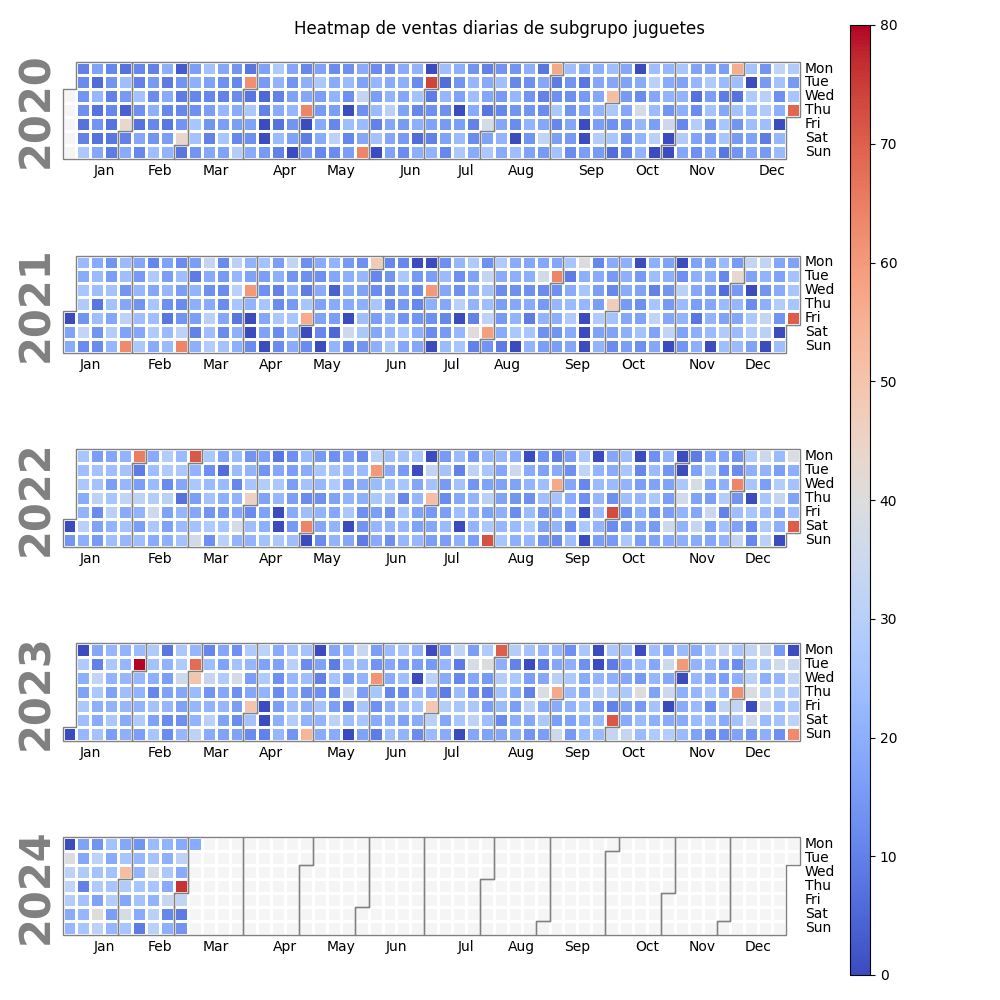 Heatmap de ventas diarias de subgrupo juguetes
2020
Mon
Tue
Wed
Thu
Fri
Sat
Sun
Jan Feb Mar Apr May Jun Jul Aug Sep Oct Nov Dec
2021
Mon
Tue
Wed
Thu
Fri
Sat
Sun
Jan Feb Mar Apr May Jun Jul Aug Sep Oct Nov Dec
2022
Mon
Tue
Wed
Thu
Fri
Sat
Sun
Jan Feb Mar Apr May Jun Jul Aug Sep Oct Nov Dec
2023
Mon
Tue
Wed
Thu
Fri
Sat
Sun
Jan Feb Mar Apr May Jun Jul Aug Sep Oct Nov Dec
2024
Mon
Tue
Wed
Thu
Fri
Sat
Sun
Jan Feb Mar Apr May Jun Jul Aug Sep Oct Nov Dec
80
70
60
50
40
30
20
10
0